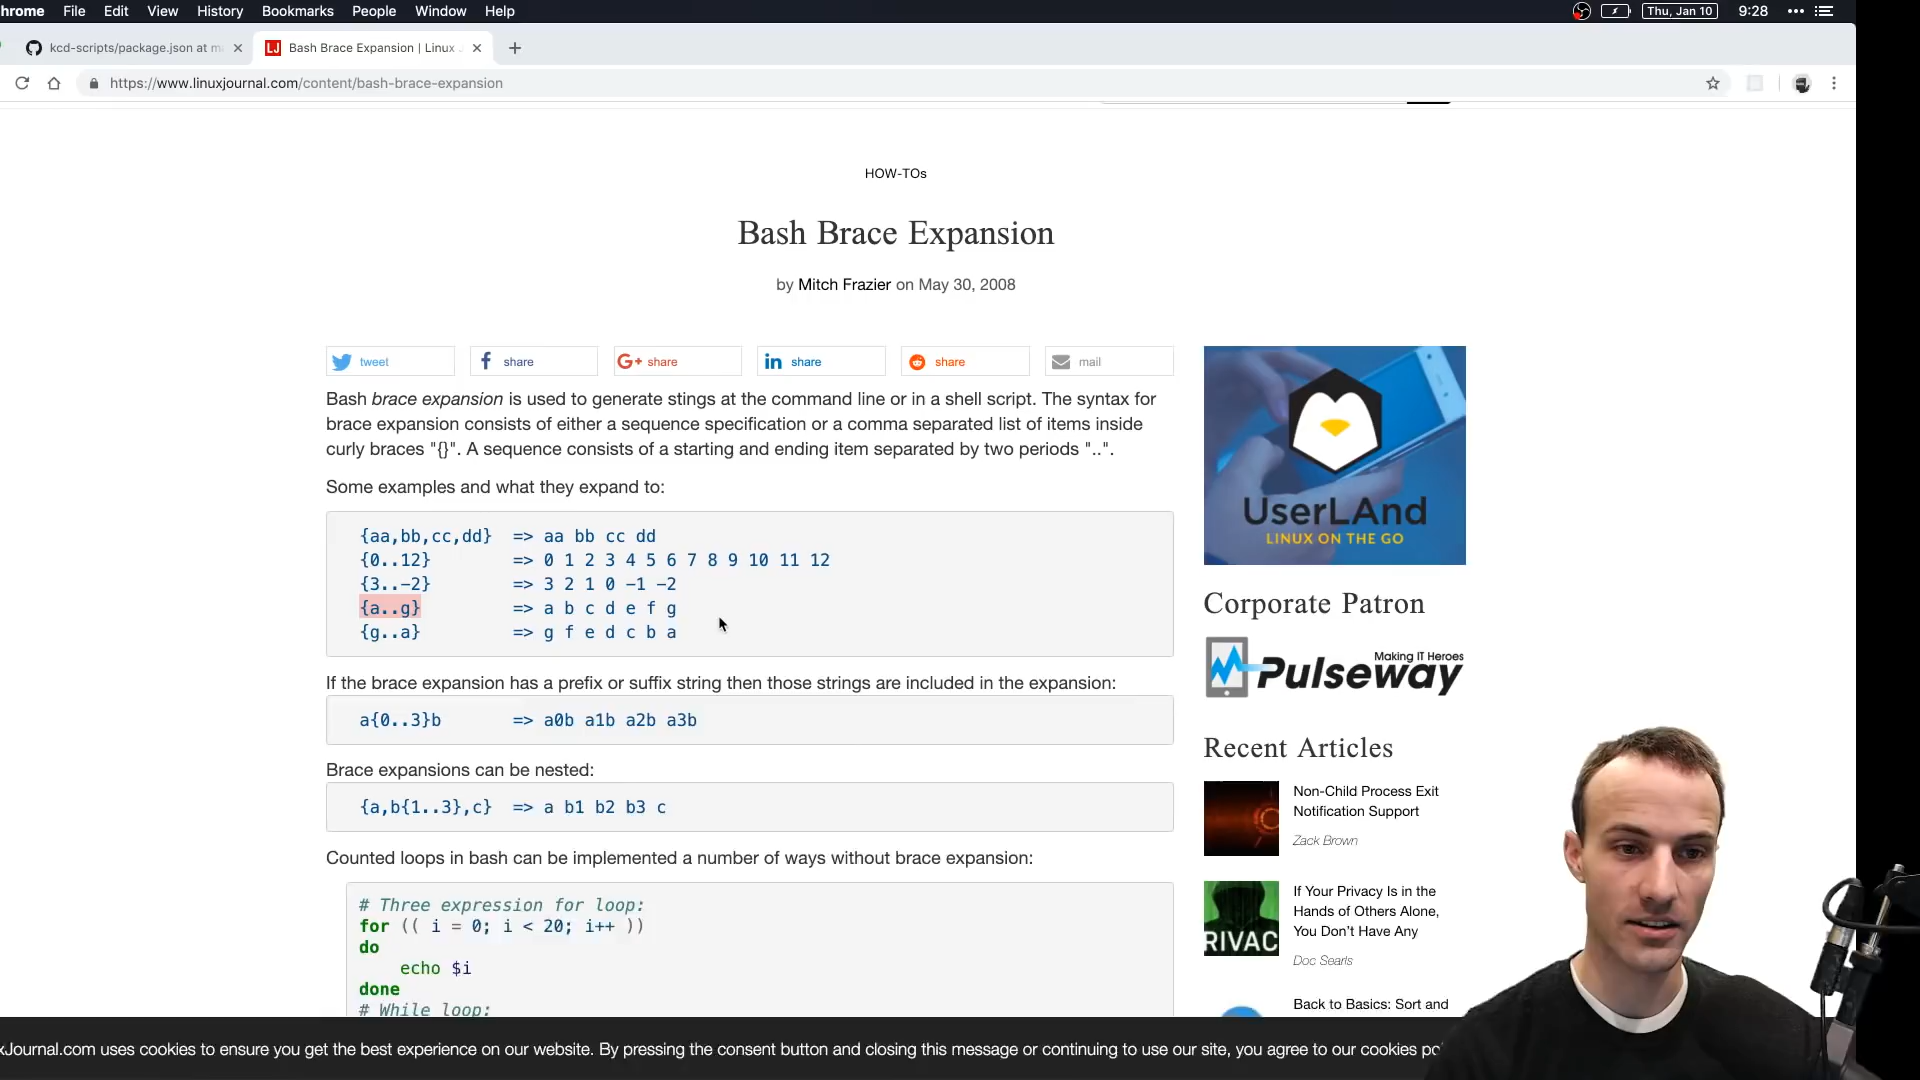 hrome File Edit View History Bookmarks People Window Help Thu, Jan 10 9:28
kcd-scripts/package.json at m
Bash Brace Expansion | Linux
https://www.linuxjournal.com/content/bash-brace-expansion
HOW-TOs
Bash Brace Expansion
by Mitch Frazier on May 30, 2008
tweet
share
share
share
share
mail
Bash brace expansion is used to generate stings at the command line or in a shell script. The syntax for
brace expansion consists of either a sequence specification or a comma separated list of items inside
curly braces "{}". A sequence consists of a starting and ending item separated by two periods "..".
Some examples and what they expand to:
{aa,bb,cc,dd} => aa bb cc dd
{0..12} => 0 1 2 3 4 5 6 7 8 9 10 11 12
{3..-2} => 3 2 1 0 -1 -2
{a..g} => a b c d e f g
{g..a} => g f e d c b a
If the brace expansion has a prefix or suffix string then those strings are included in the expansion:
a{0..3}b => a0b a1b a2b a3b
Brace expansions can be nested:
{a,b{1..3},c} => a b1 b2 b3 c
Counted loops in bash can be implemented a number of ways without brace expansion:
# Three expression for loop:
for (( i = 0; i < 20; i++ ))
do
echo $i
done
# While loop:
UserLAnd
LINUX ON THE GO
Corporate Patron
Making IT Heroes
Pulseway
Recent Articles
Non-Child Process Exit
Notification Support
Zack Brown
RIVAC
If Your Privacy Is in the
Hands of Others Alone,
You Don't Have Any
Doc Searls
Back to Basics: Sort and
xJournal.com uses cookies to ensure you get the best experience on our website. By pressing the consent button and closing this message or continuing to use our site, you agree to our cookies po